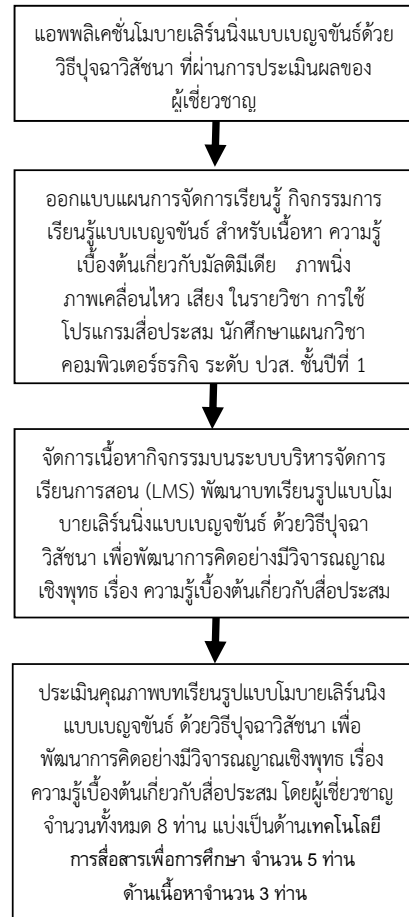 แอพพลิเคชั่นโมบายเลิร์นนิ่งแบบเบญจขันธ์ด้วย
วิธีปุจฉาวิสัชนา ที่ผ่านการประเมินผลของ
ผู้เชี่ยวชาญ
ออกแบบแผนการจัดการเรียนรู้ กิจกรรมการ
เรียนรู้แบบเบญจขันธ์ สำหรับเนื้อหา ความรู้
เบื้องต้นเกี่ยวกับมัลติมีเดีย ภาพนิ่ง
ภาพเคลื่อนไหว เสียง ในรายวิชา การใช้
โปรแกรมสื่อประสม นักศึกษาแผนกวิชา
คอมพิวเตอร์ธุรกิจ ระดับ ปวส. ชั้นปีที่ 1
จัดการเนื้อหากิจกรรมบนระบบบริหารจัดการ
เรียนการสอน (LMS) พัฒนาบทเรียนรูปแบบโม
บายเลิร์นนิ่งแบบเบญจขันธ์ ด้วยวิธีปุจฉา
วิสัชนา เพื่อพัฒนาการคิดอย่างมีวิจารณญาณ
เชิงพุทธ เรื่อง ความรู้เบื้องต้นเกี่ยวกับสื่อประสม
ประเมินคุณภาพบทเรียนรูปแบบโมบายเลิร์นนิง
แบบเบญจขันธ์ ด้วยวิธีปุจฉาวิสัชนา เพื่อ
พัฒนาการคิดอย่างมีวิจารณญาณเชิงพุทธ เรื่อง
ความรู้เบื้องต้นเกี่ยวกับสื่อประสม โดยผู้เชี่ยวชาญ
จำนวนทั้งหมด 8 ท่าน แบ่งเป็นด้านเทคโนโลยี
การสื่อสารเพื่อการศึกษา จำนวน 5 ท่าน
ด้านเนื้อหาจำนวน 3 ท่าน